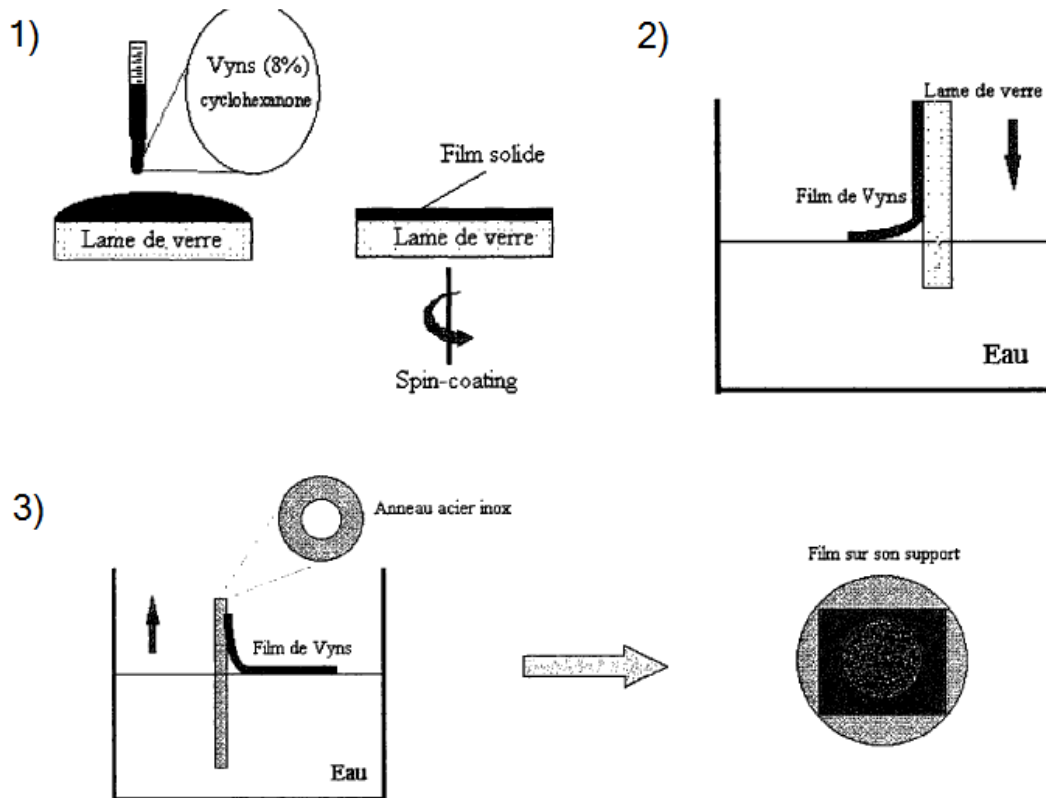 1)
Vyns (8%)
cyclohexanone
Film solide
Lame de verre
Lame de verre
Spin-coating
2)
Lame de verre
Film de Vyns
Eau
3)
Anneau acier inox
Film de Vyns
Eau
Film sur son support